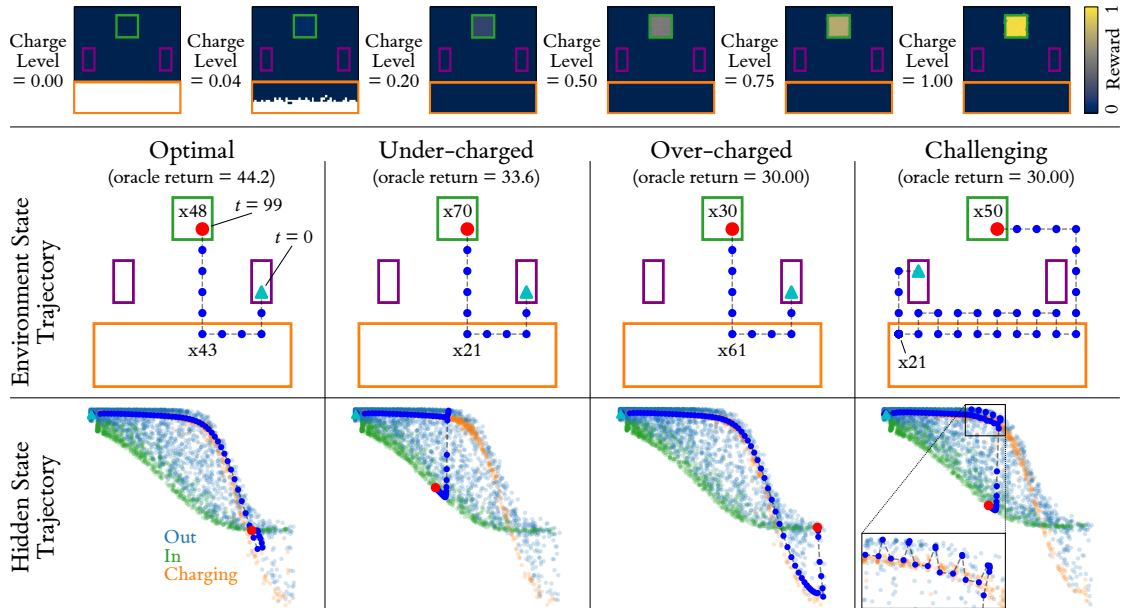 Charge
Level
= 0.00
Charge
Level
= 0.04
Charge
Level
= 0.20
Charge
Level
= 0.50
Charge
Level
= 0.75
Charge
Level
= 1.00
0 Reward 1
Optimal
(oracle return = 44.2)
Under-charged
(oracle return = 33.6)
Over-charged
(oracle return = 30.00)
Challenging
(oracle return = 30.00)
Environment State
Trajectory
x48
t = 99
t = 0
x43
x70
x21
x30
x61
x50
x21
Hidden State
Trajectory
Out
In
Charging